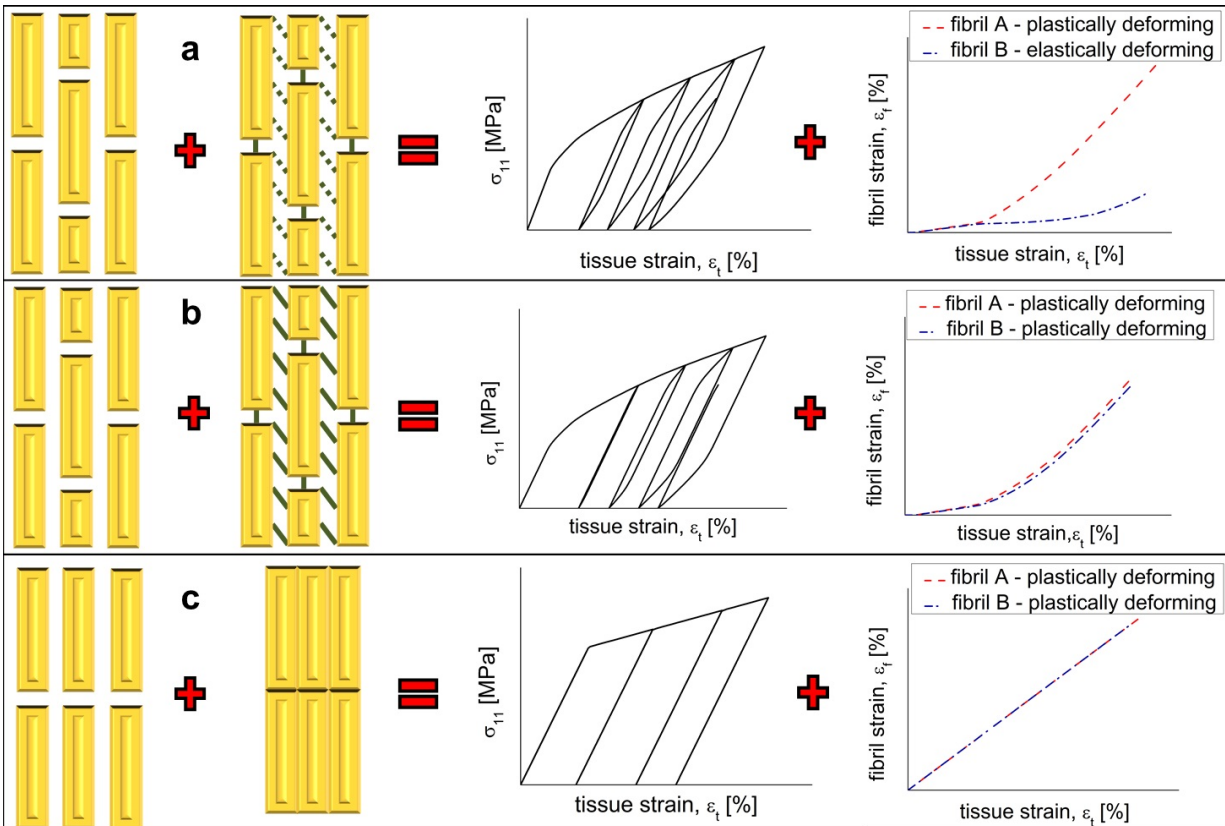 a
σ11 [MPa]
tissue strain, εt [%]
fibril A - plastically deforming
fibril B - elastically deforming
fibril strain, εf [%]
tissue strain, εt [%]
b
σ11 [MPa]
tissue strain, εt [%]
fibril A - plastically deforming
fibril B - plastically deforming
fibril strain, εf [%]
tissue strain,εt [%]
c
σ11 [MPa]
tissue strain, εt [%]
fibril A - plastically deforming
fibril B - plastically deforming
fibril strain, εf [%]
tissue strain, εt [%]